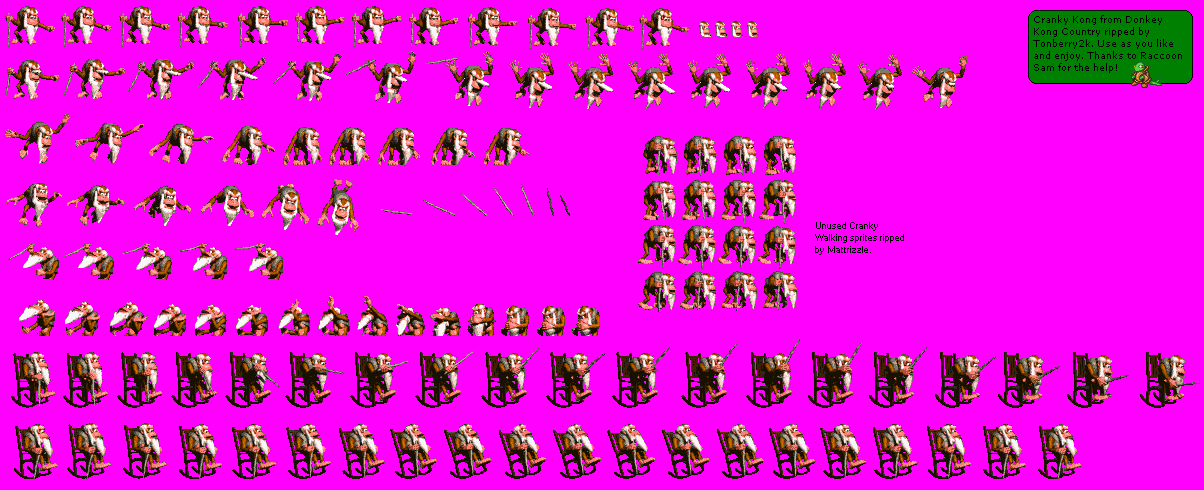 Cranky Kong from Donkey
Kong Country ripped by
Tonberry2k. Use as you like
and enjoy. Thanks to Raccoon
Sam for the help!
Unused Cranky
Walking sprites ripped
by Mattrizzle.